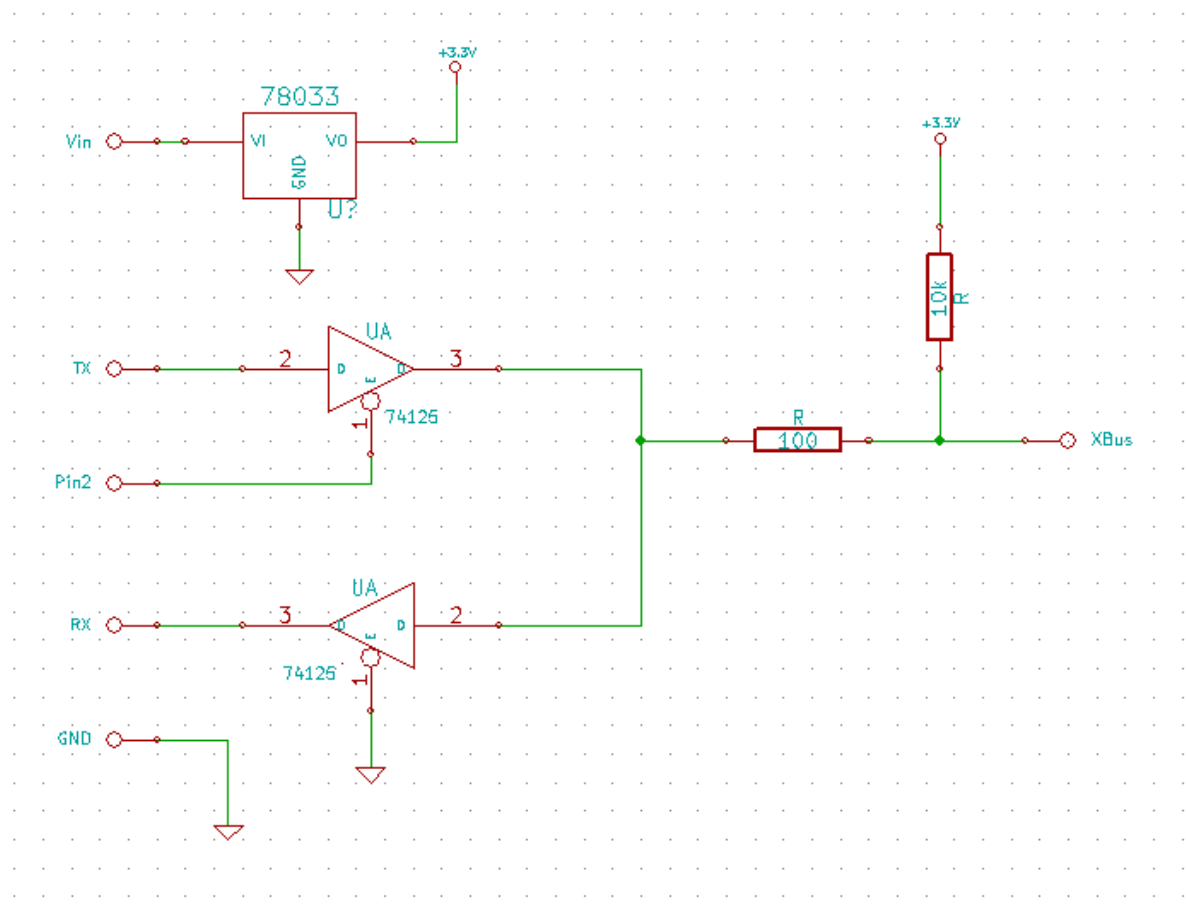 +3.3V
78033
Vin
VI
VO
GND
U?
+3.3V
10k
R
UA
TX
2
D
O
3
E
1
74125
Pin2
R
100
XBus
UA
RX
3
O
D
2
E
74125
1
GND